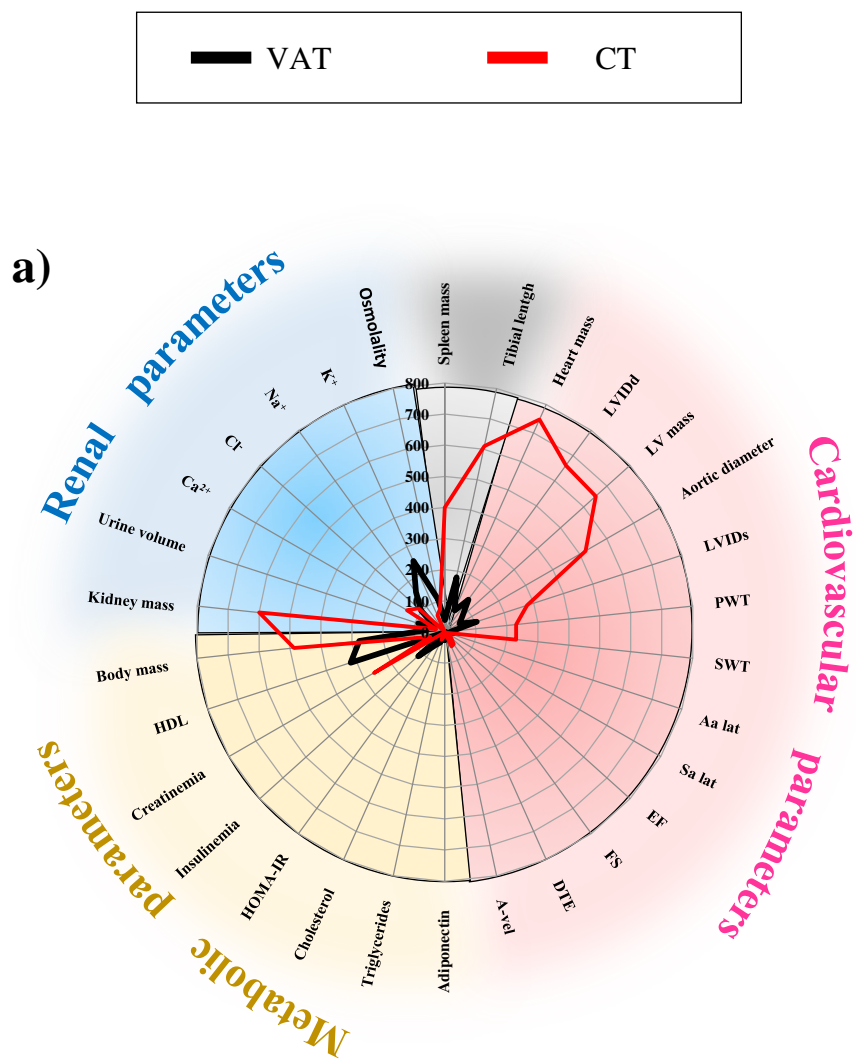 VAT CT
a)
Renal parameters
Cardiovascular parameters
Metabolic parameters
Spleen mass
Tibial lentgh
Heart mass
LVIDd
LV mass
Aortic diameter
LVIDs
PWT
SWT
Aa lat
Sa lat
EF
FS
DTE
A-vel
Adiponectin
Triglycerides
Cholesterol
HOMA-IR
Insulinemia
Creatinemia
HDL
Body mass
Kidney mass
Urine volume
Ca²⁺
Cl⁻
Na⁺
K⁺
Osmolality
800
700
600
500
400
300
200
100
0